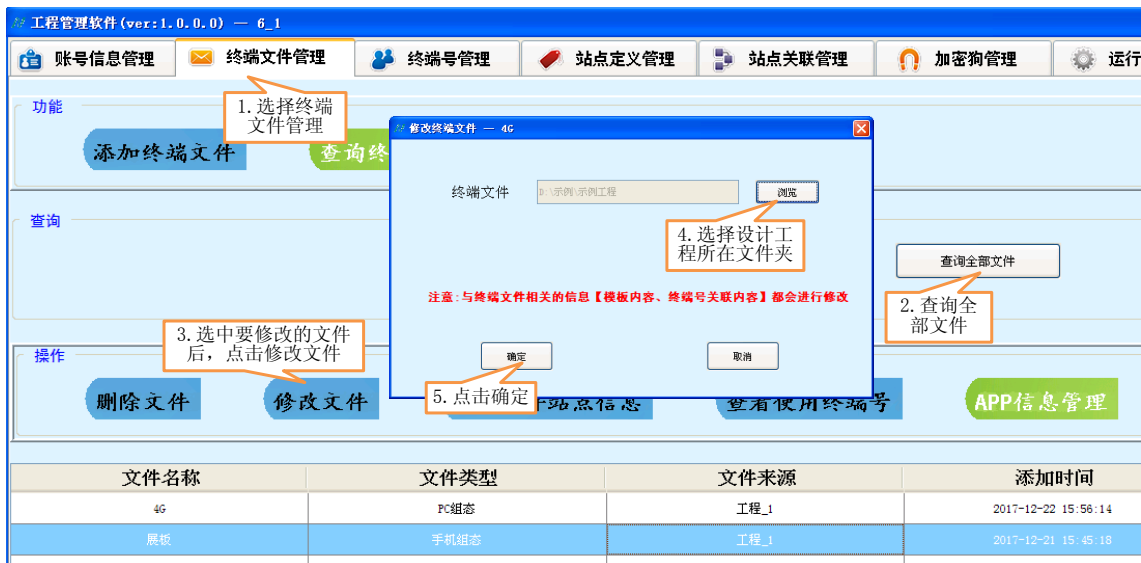 工程管理软件(ver:1.0.0.0) — 6_1
账号信息管理 终端文件管理 终端号管理 站点定义管理 站点关联管理 加密狗管理 运行
功能
1.选择终端
文件管理
添加终端文件 查询终
修改终端文件 — 4G
终端文件 D:\示例\示例工程 浏览
4.选择设计工
程所在文件夹
查询
查询全部文件
2.查询全
部文件
注意:与终端文件相关的信息【模板内容、终端号关联内容】都会进行修改
3.选中要修改的文件
后，点击修改文件
确定 取消
5.点击确定
操作
删除文件 修改文件 站点信息 查看使用终端号 APP信息管理
文件名称 文件类型 文件来源 添加时间
4G PC组态 工程_1 2017-12-22 15:56:14
展板 手机组态 工程_1 2017-12-21 15:45:18